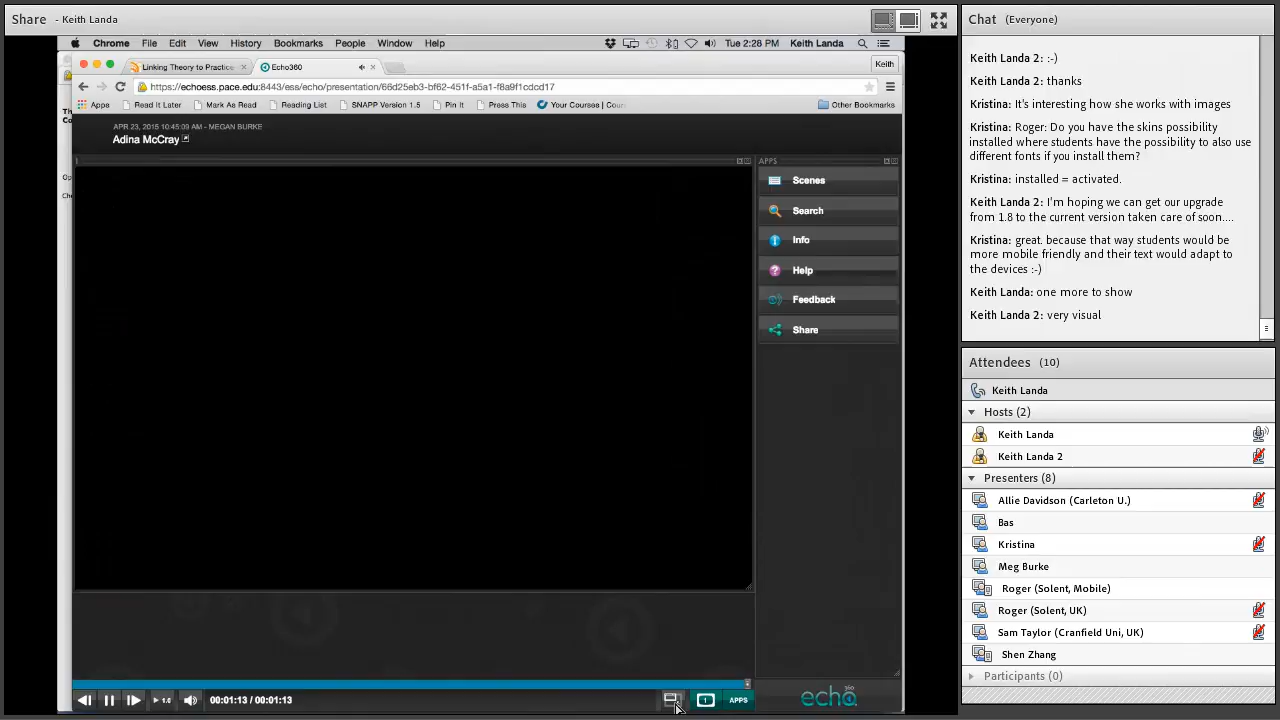 Share - Keith Landa
Chrome File Edit View History Bookmarks People Window Help
Tue 2:28 PM Keith Landa
Linking Theory to Practice
Echo360
Keith
https://echoess.pace.edu:8443/ess/echo/presentation/66d25eb3-bf62-451f-a5a1-f8a9f1cdcd17
Apps Read It Later Mark As Read Reading List SNAPP Version 1.5 Pin It Press This Your Courses | Cour
Other Bookmarks
APR 23, 2015 10:45:09 AM - MEGAN BURKE
Adina McCray
1
APPS
Scenes
Search
Info
Help
Feedback
Share
00:01:13 / 00:01:13
1
APPS
echo360
Chat (Everyone)
Keith Landa 2: :-)
Keith Landa 2: thanks
Kristina: It's interesting how she works with images
Kristina: Roger: Do you have the skins possibility
installed where students have the possibility to also use
different fonts if you install them?
Kristina: installed = activated.
Keith Landa 2: I'm hoping we can get our upgrade
from 1.8 to the current version taken care of soon....
Kristina: great. because that way students would be
more mobile friendly and their text would adapt to
the devices :-)
Keith Landa: one more to show
Keith Landa 2: very visual
Attendees (10)
Keith Landa
Hosts (2)
Keith Landa
Keith Landa 2
Presenters (8)
Allie Davidson (Carleton U.)
Bas
Kristina
Meg Burke
Roger (Solent, Mobile)
Roger (Solent, UK)
Sam Taylor (Cranfield Uni, UK)
Shen Zhang
Participants (0)